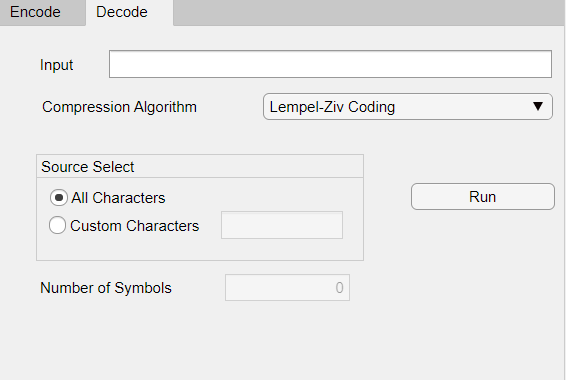 Encode Decode
Input
Compression Algorithm Lempel-Ziv Coding
Source Select
All Characters
Run
Custom Characters
Number of Symbols 0